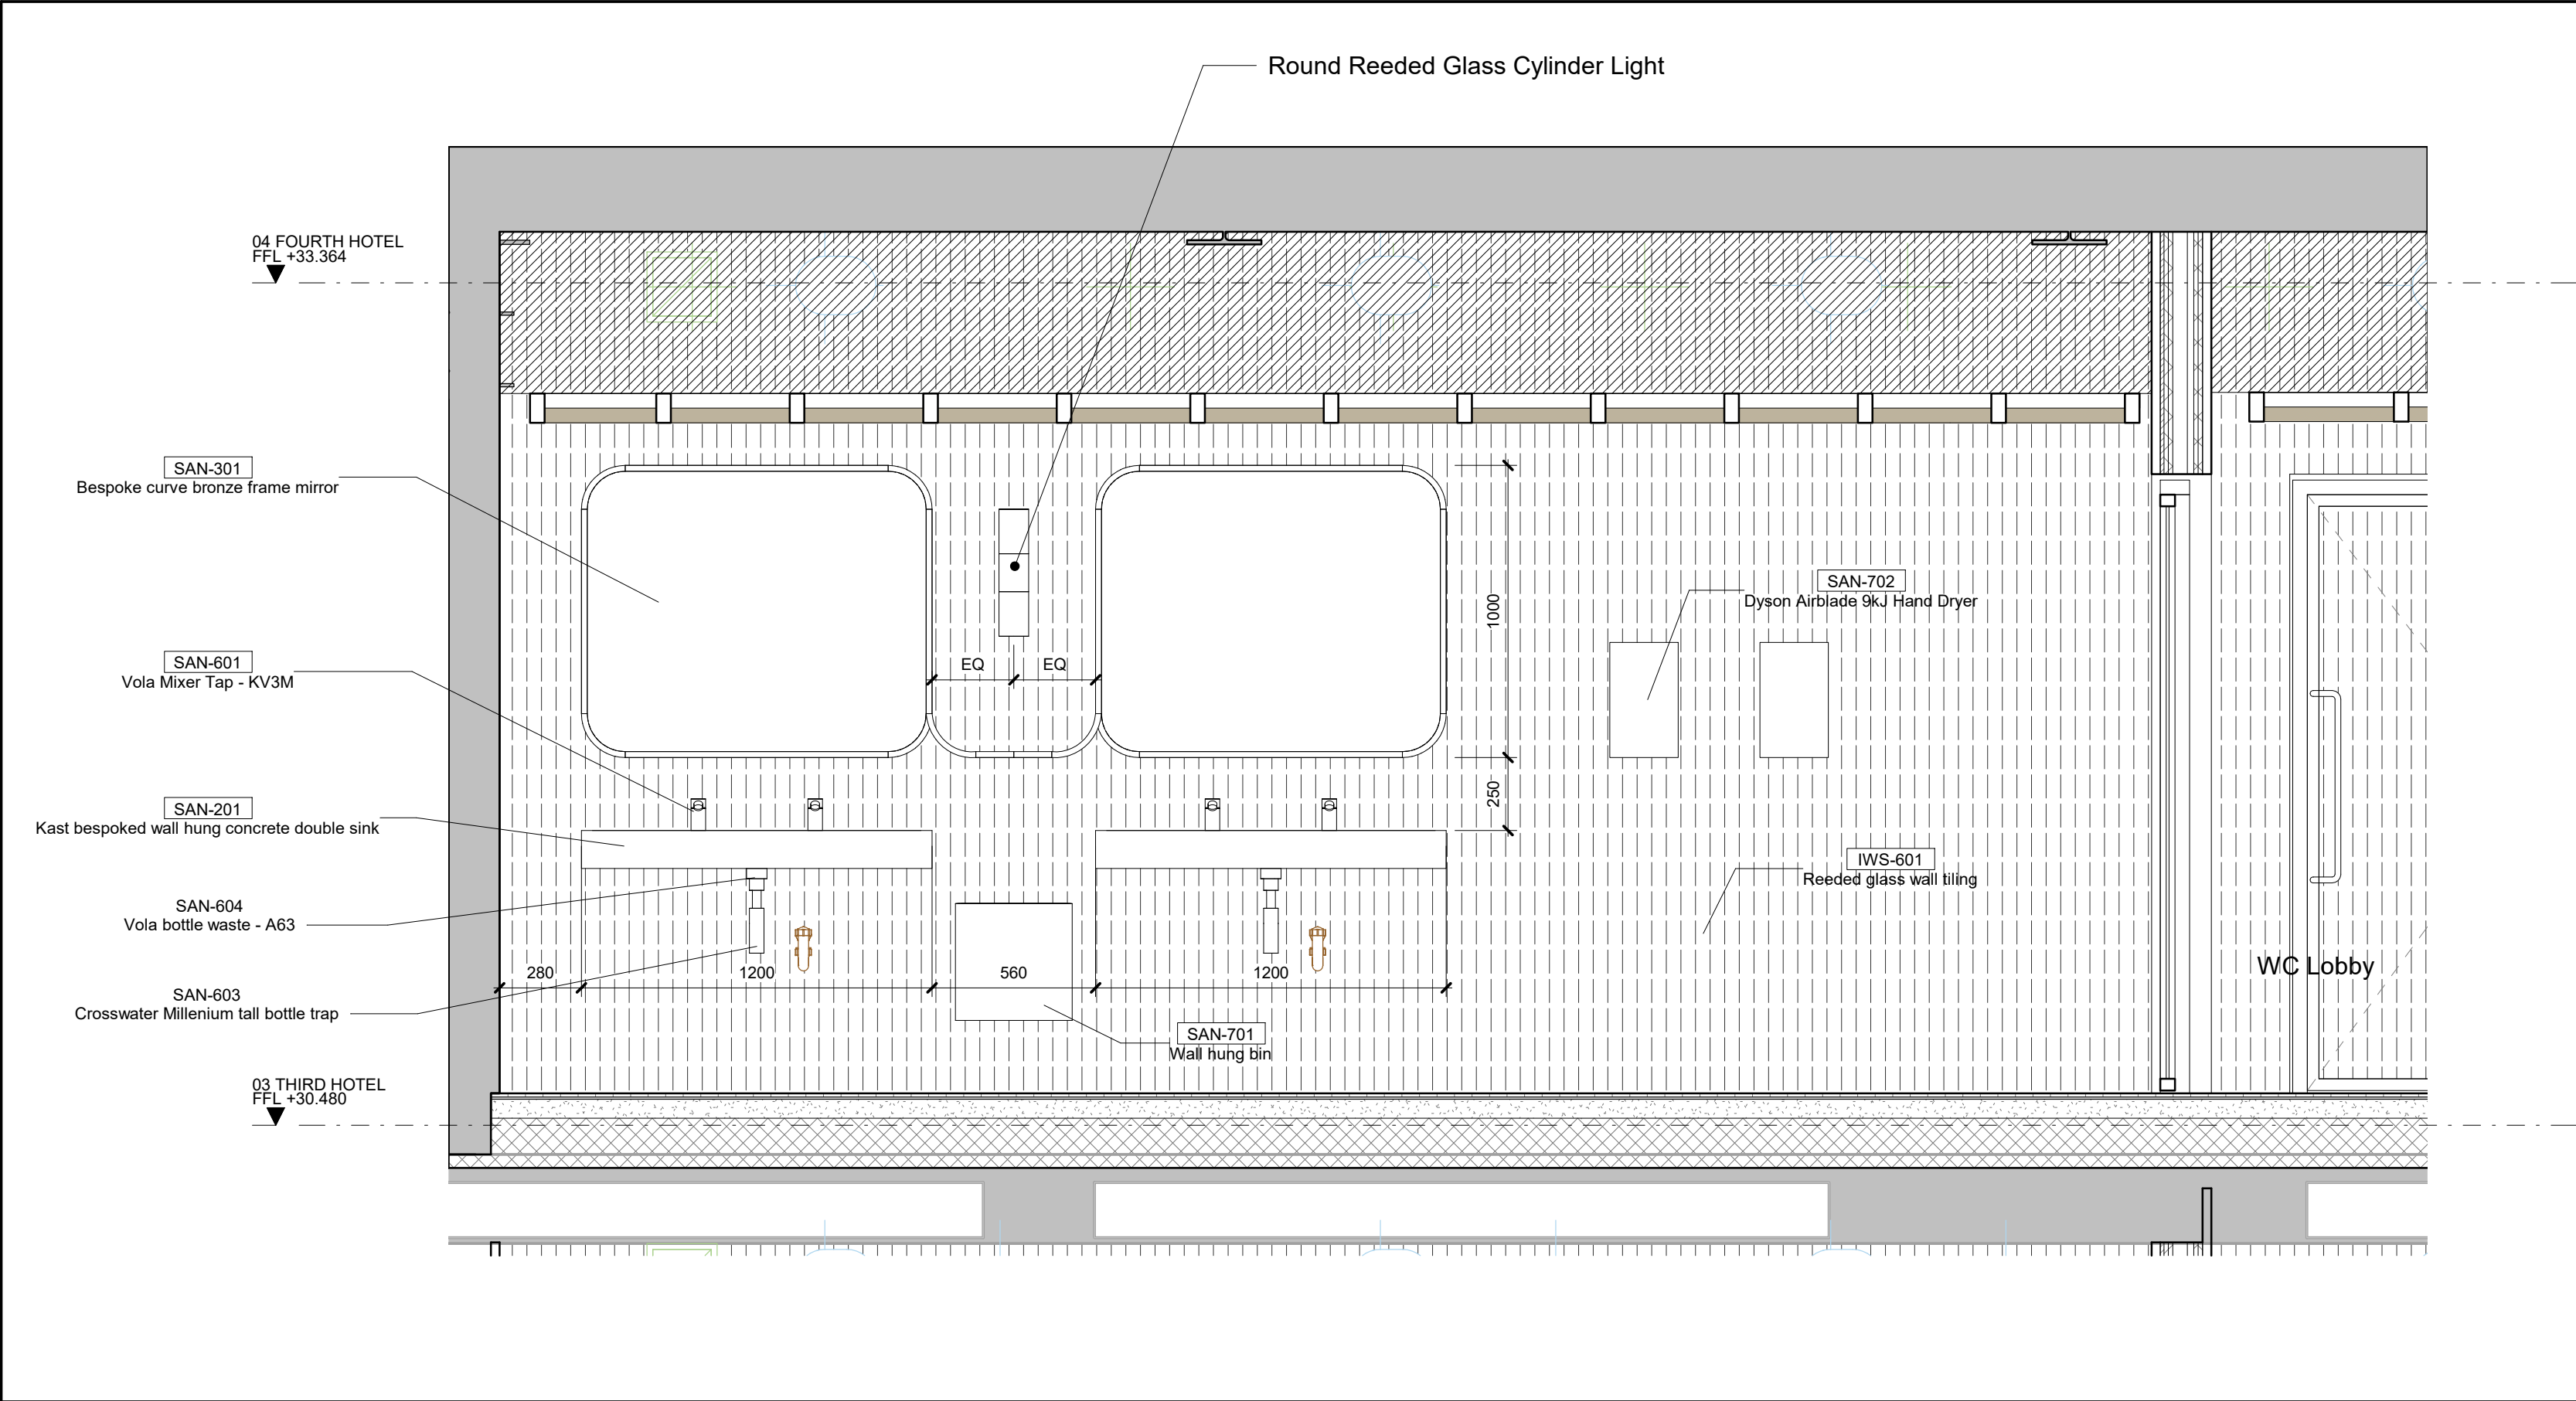 Round Reeded Glass Cylinder Light
04 FOURTH HOTEL
FFL +33.364
SAN-301
Bespoke curve bronze frame mirror
SAN-702
Dyson Airblade 9kJ Hand Dryer
1000
SAN-601
Vola Mixer Tap - KV3M
EQ
EQ
250
SAN-201
Kast bespoked wall hung concrete double sink
IWS-601
Reeded glass wall tiling
SAN-604
Vola bottle waste - A63
WC Lobby
280
1200
560
1200
SAN-603
Crosswater Millenium tall bottle trap
SAN-701
Wall hung bin
03 THIRD HOTEL
FFL +30.480